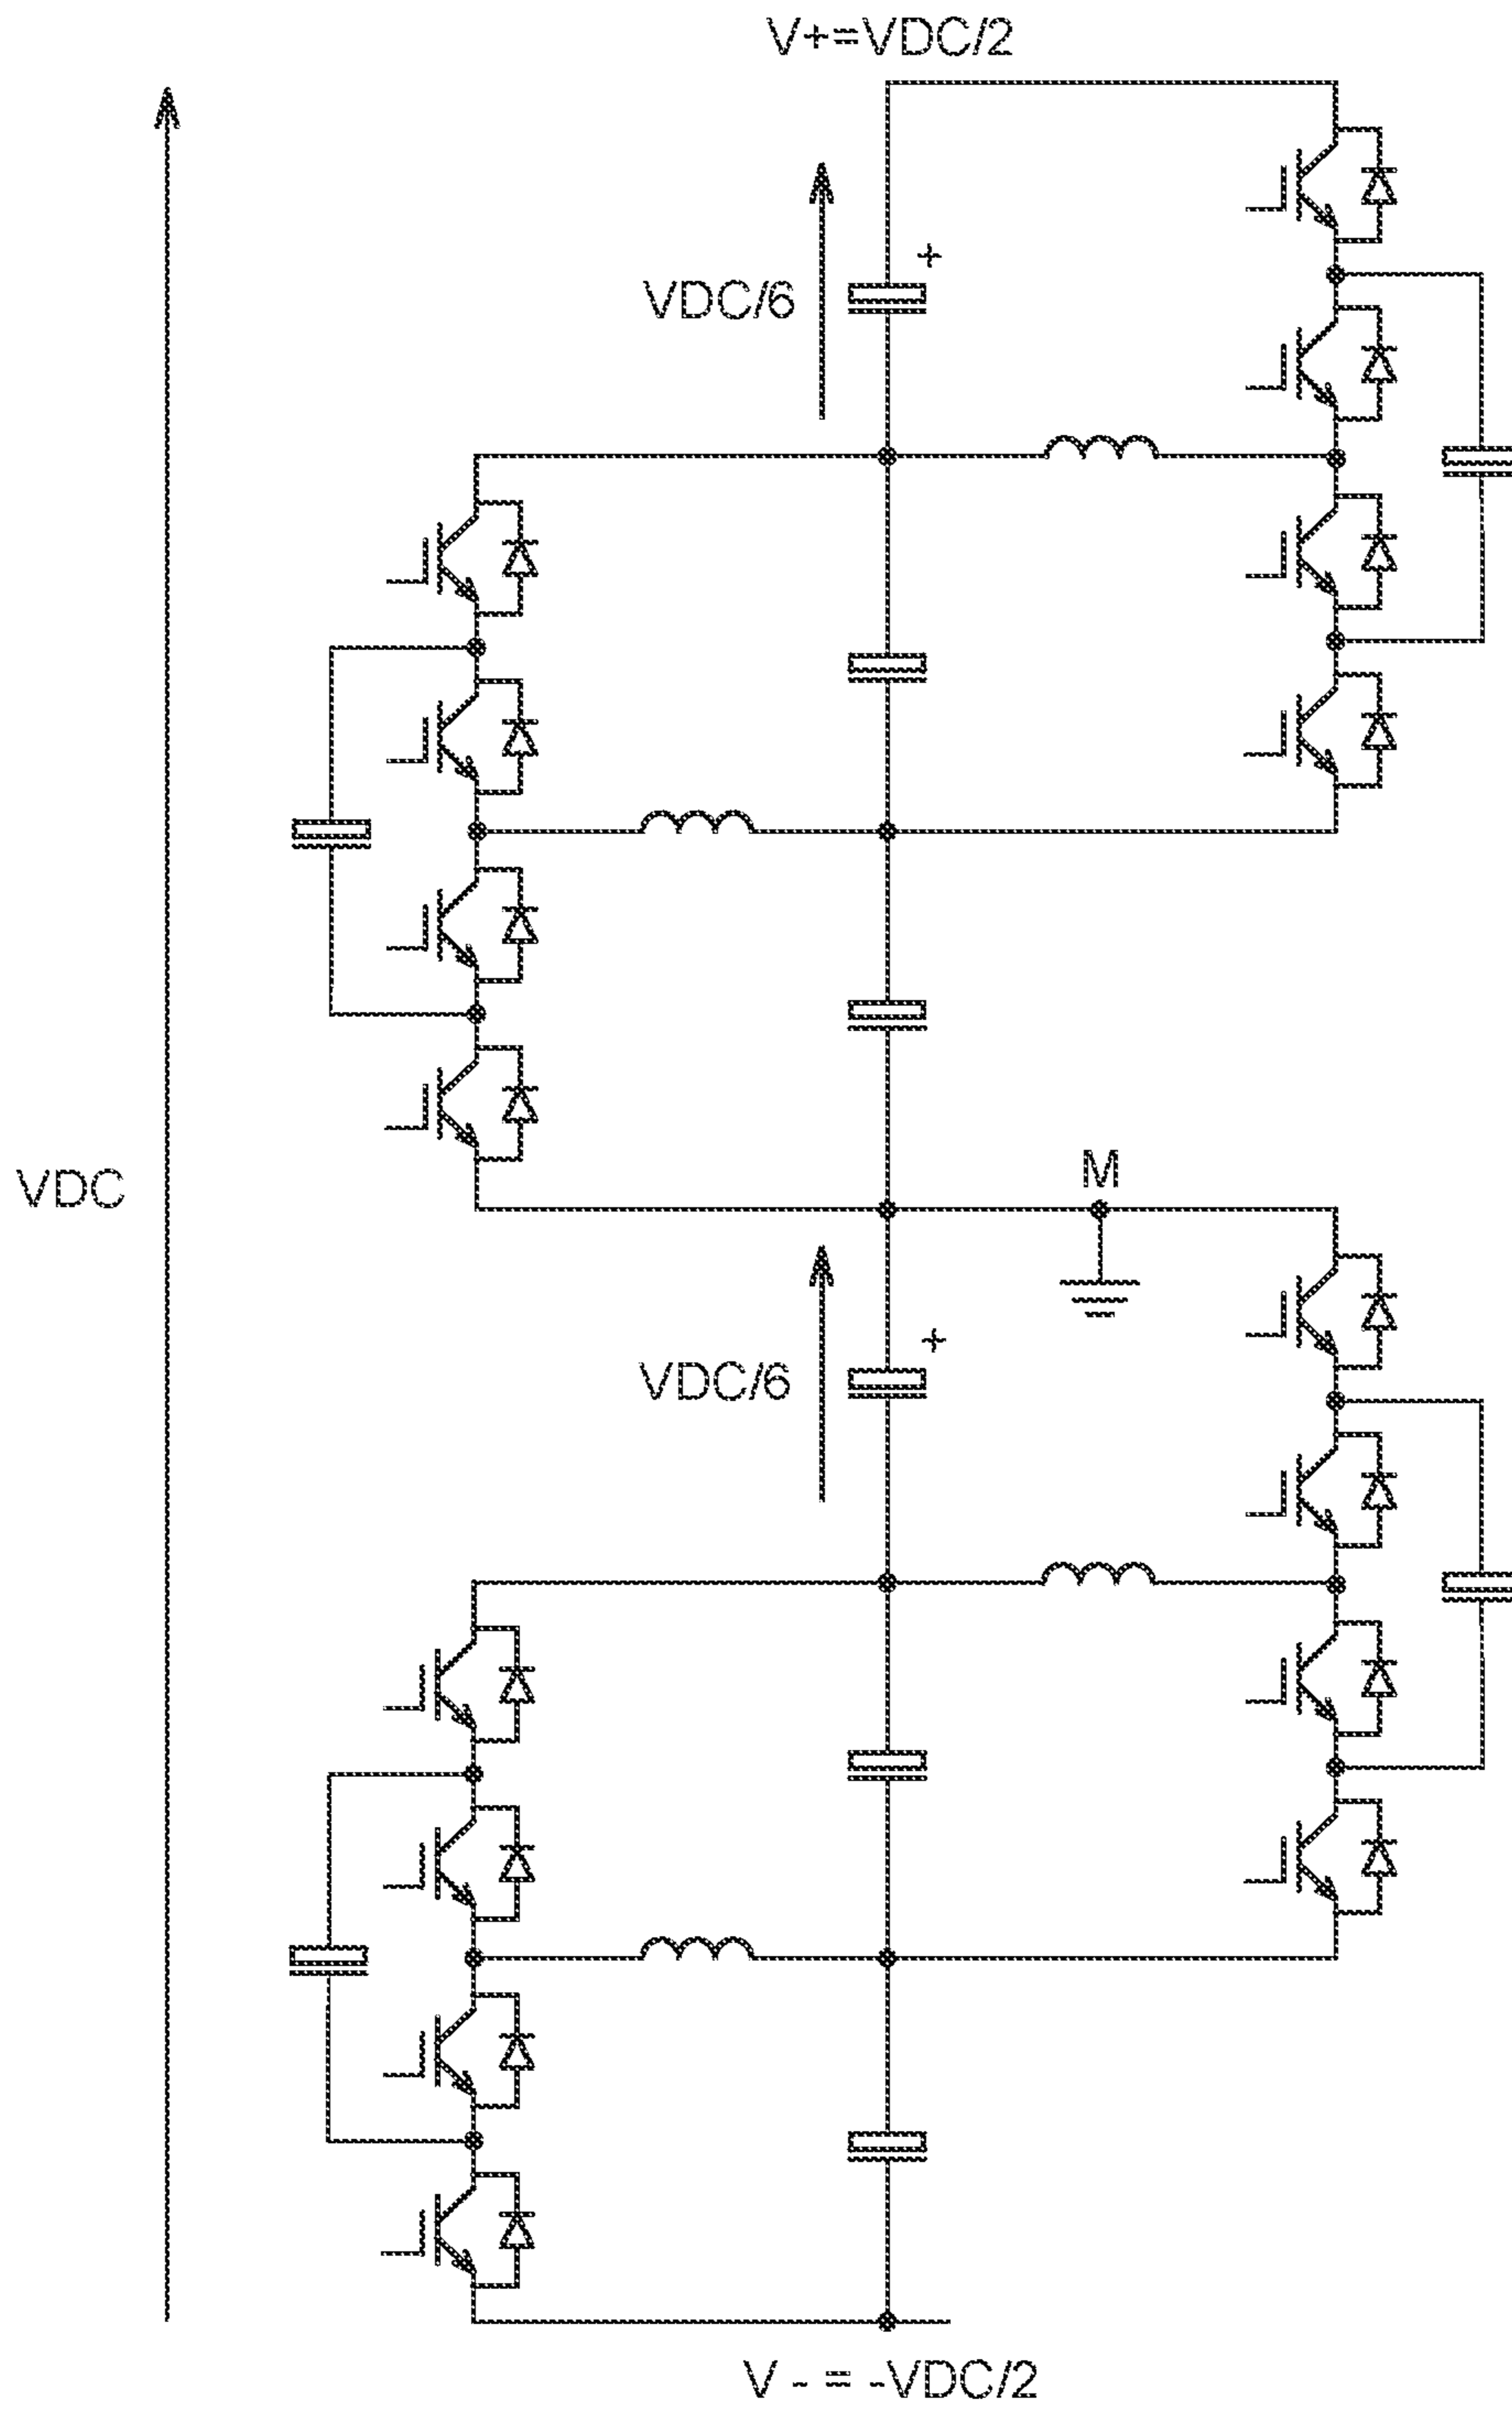 V+=VDC/2
+
VDC/6
M
VDC
+
VDC/6
V - = -VDC/2